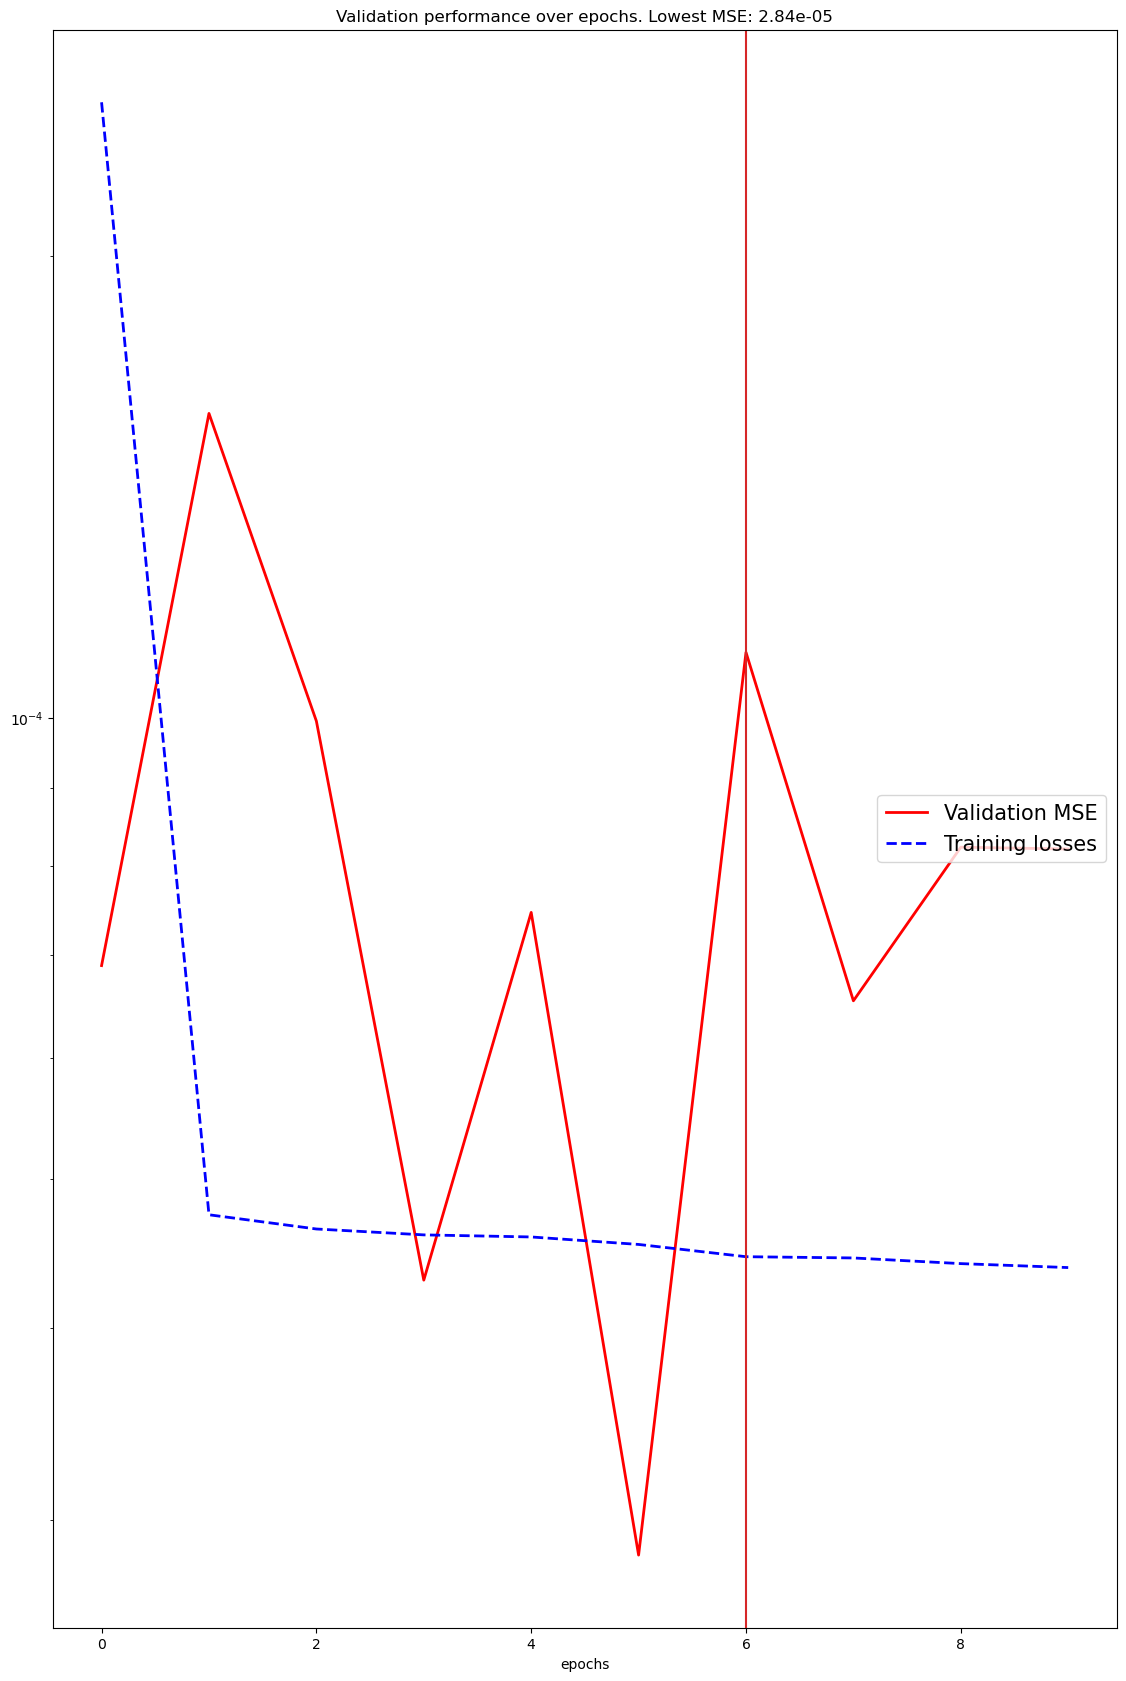 Validation performance over epochs. Lowest MSE: 2.84e-05
10⁻⁴
Validation MSE
Training losses
0 2 4 6 8
epochs